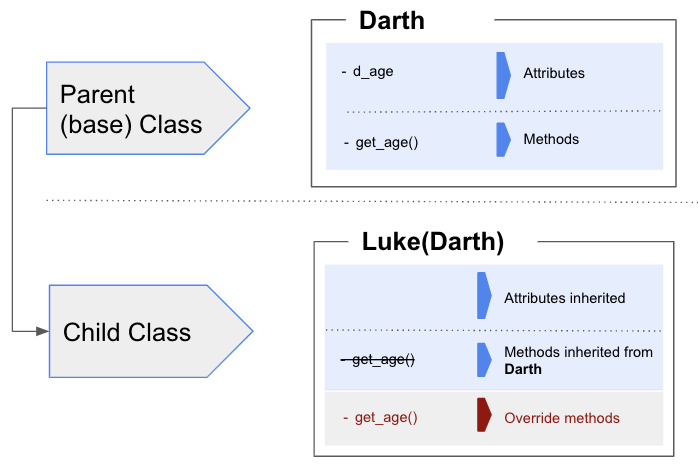 Darth
Parent
(base) Class
- d_age
Attributes
- get_age()
Methods
Luke(Darth)
Child Class
Attributes inherited
- get_age()
Methods inherited from
Darth
- get_age()
Override methods